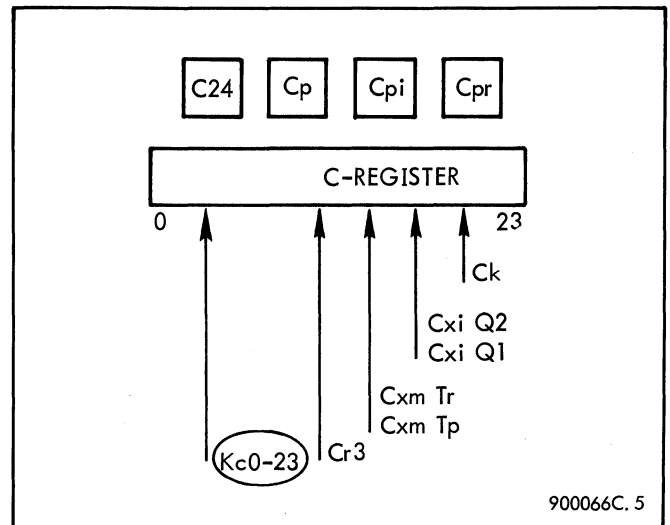 C24 Cp Cpi Cpr
C-REGISTER
0 23
Ck
Cxi Q2
Cxi Q1
Cxm Tr
Cxm Tp
Kc0-23 Cr3
900066C. 5